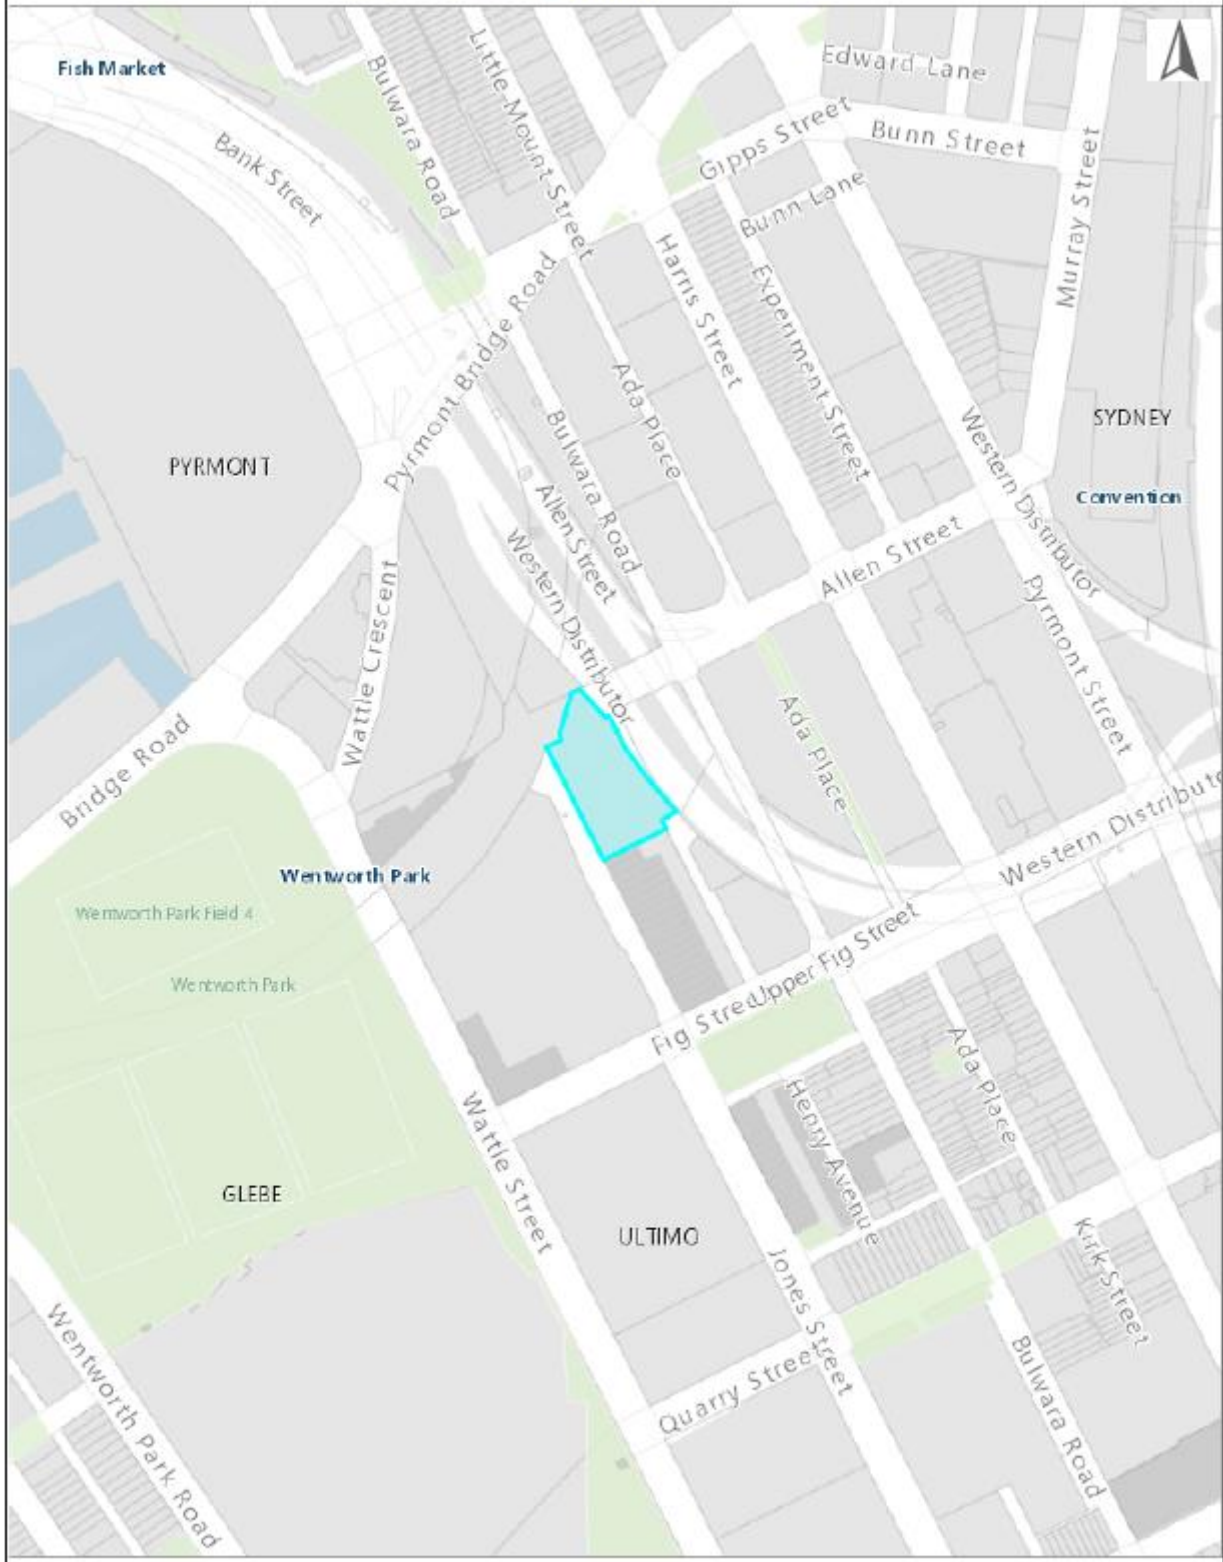 Fish Market
Bulwara Road
Little Mount Street
Edward Lane
Bank Street
Gipps Street
Bunn Street
Bunn Lane
Murray Street
Harris Street
Experiment Street
Pyrmont Bridge Road
Ada Place
SYDNEY
PYRMONT
Bulwara Road
Western Distributor
Convention
Allen Street
Allen Street
Western Distributor
Pyrmont Street
Wattle Crescent
Bridge Road
Ada Place
Western Distributo
Wentworth Park
Wentworth Park Field 4
Wentworth Park
Upper Fig Street
Fig Stree
Ada Place
Henry Avenue
Wattle Street
GLEBE
ULTIMO
Jones Street
Kirk Street
Wentworth Park Road
Quarry Street
Bulwara Road